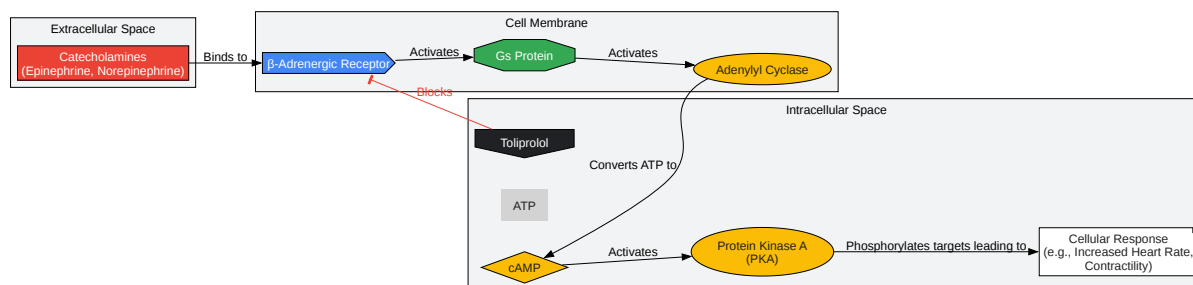 Extracellular Space
Catecholamines
(Epinephrine, Norepinephrine)
Binds to
Cell Membrane
β-Adrenergic Receptor
Activates
Gs Protein
Activates
Adenylyl Cyclase
Blocks
Intracellular Space
Toliprolol
Converts ATP to
ATP
cAMP
Activates
Protein Kinase A
(PKA)
Phosphorylates targets leading to
Cellular Response
(e.g., Increased Heart Rate,
Contractility)